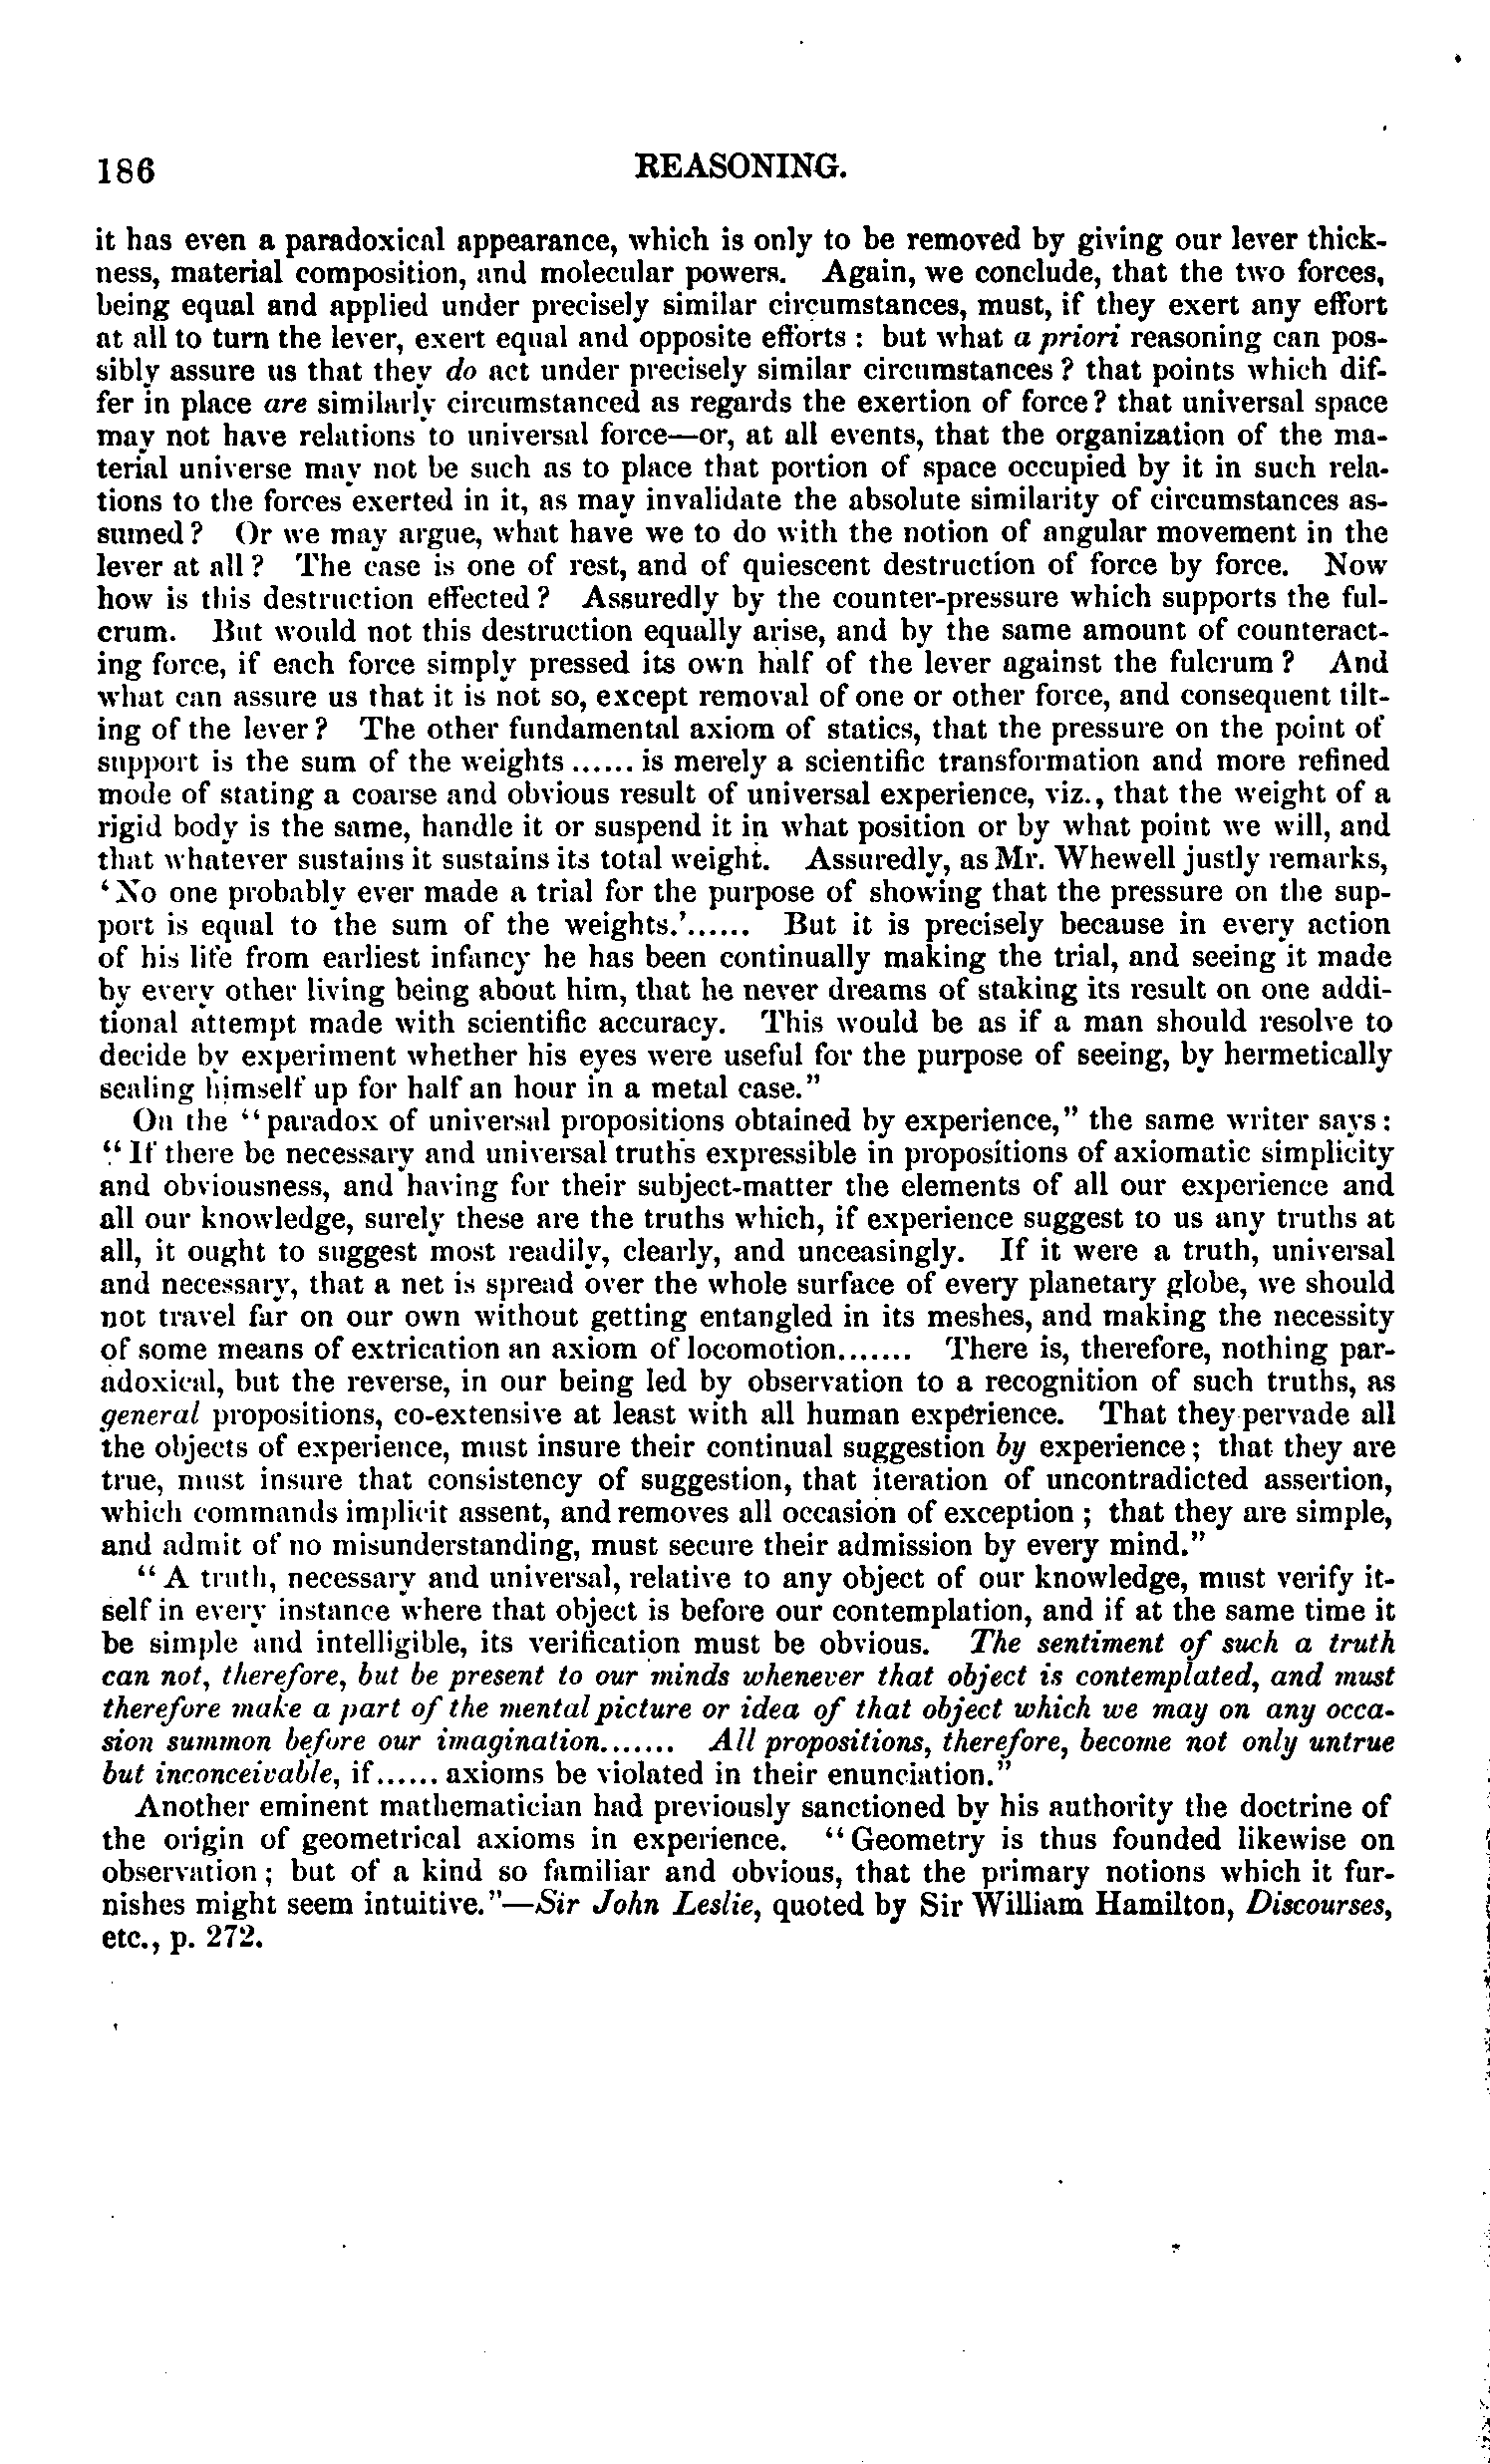 186 REASONING.
it has even a paradoxical appearance, which is only to be removed by giving our lever thick-
ness, material composition, and molecular powers. Again, we conclude, that the two forces,
being equal and applied under precisely similar circumstances, must, if they exert any effort
at all to turn the lever, exert equal and opposite efforts : but what a priori reasoning can pos-
sibly assure us that they do act under precisely similar circumstances ? that points which dif-
fer in place are similarly circumstanced as regards the exertion of force? that universal space
may not have relations to universal force—or, at all events, that the organization of the ma-
terial universe may not be such as to place that portion of space occupied by it in such rela-
tions to the forces exerted in it, as may invalidate the absolute similarity of circumstances as-
sumed ? Or we may argue, what have we to do with the notion of angular movement in the
lever at all ? The case is one of rest, and of quiescent destruction of force by force. Now
how is this destruction effected ? Assuredly by the counter-pressure which supports the ful-
crum. But would not this destruction equally arise, and by the same amount of counteract-
ing force, if each force simply pressed its own half of the lever against the fulcrum ? And
what can assure us that it is not so, except removal of one or other force, and consequent tilt-
ing of the lever ? The other fundamental axiom of statics, that the pressure on the point of
support is the sum of the weights ...... is merely a scientific transformation and more refined
mode of stating a coarse and obvious result of universal experience, viz., that the weight of a
rigid body is the same, handle it or suspend it in what position or by what point we will, and
that whatever sustains it sustains its total weight. Assuredly, as Mr. Whewell justly remarks,
‘No one probably ever made a trial for the purpose of showing that the pressure on the sup-
port is equal to the sum of the weights.’...... But it is precisely because in every action
of his life from earliest infancy he has been continually making the trial, and seeing it made
by every other living being about him, that he never dreams of staking its result on one addi-
tional attempt made with scientific accuracy. This would be as if a man should resolve to
decide by experiment whether his eyes were useful for the purpose of seeing, by hermetically
sealing himself up for half an hour in a metal case.”
On the “paradox of universal propositions obtained by experience,” the same writer says :
“If there be necessary and universal truths expressible in propositions of axiomatic simplicity
and obviousness, and having for their subject-matter the elements of all our experience and
all our knowledge, surely these are the truths which, if experience suggest to us any truths at
all, it ought to suggest most readily, clearly, and unceasingly. If it were a truth, universal
and necessary, that a net is spread over the whole surface of every planetary globe, we should
not travel far on our own without getting entangled in its meshes, and making the necessity
of some means of extrication an axiom of locomotion....... There is, therefore, nothing par-
adoxical, but the reverse, in our being led by observation to a recognition of such truths, as
general propositions, co-extensive at least with all human experience. That they pervade all
the objects of experience, must insure their continual suggestion by experience ; that they are
true, must insure that consistency of suggestion, that iteration of uncontradicted assertion,
which commands implicit assent, and removes all occasion of exception ; that they are simple,
and admit of no misunderstanding, must secure their admission by every mind.”
“A truth, necessary and universal, relative to any object of our knowledge, must verify it-
self in every instance where that object is before our contemplation, and if at the same time it
be simple and intelligible, its verification must be obvious. The sentiment of such a truth
can not, therefore, but be present to our minds whenever that object is contemplated, and must
therefore make a part of the mental picture or idea of that object which we may on any occa-
sion summon before our imagination....... All propositions, therefore, become not only untrue
but inconceivable, if...... axioms be violated in their enunciation.”
Another eminent mathematician had previously sanctioned by his authority the doctrine of
the origin of geometrical axioms in experience. “Geometry is thus founded likewise on
observation ; but of a kind so familiar and obvious, that the primary notions which it fur-
nishes might seem intuitive.”—Sir John Leslie, quoted by Sir William Hamilton, Discourses,
etc., p. 272.